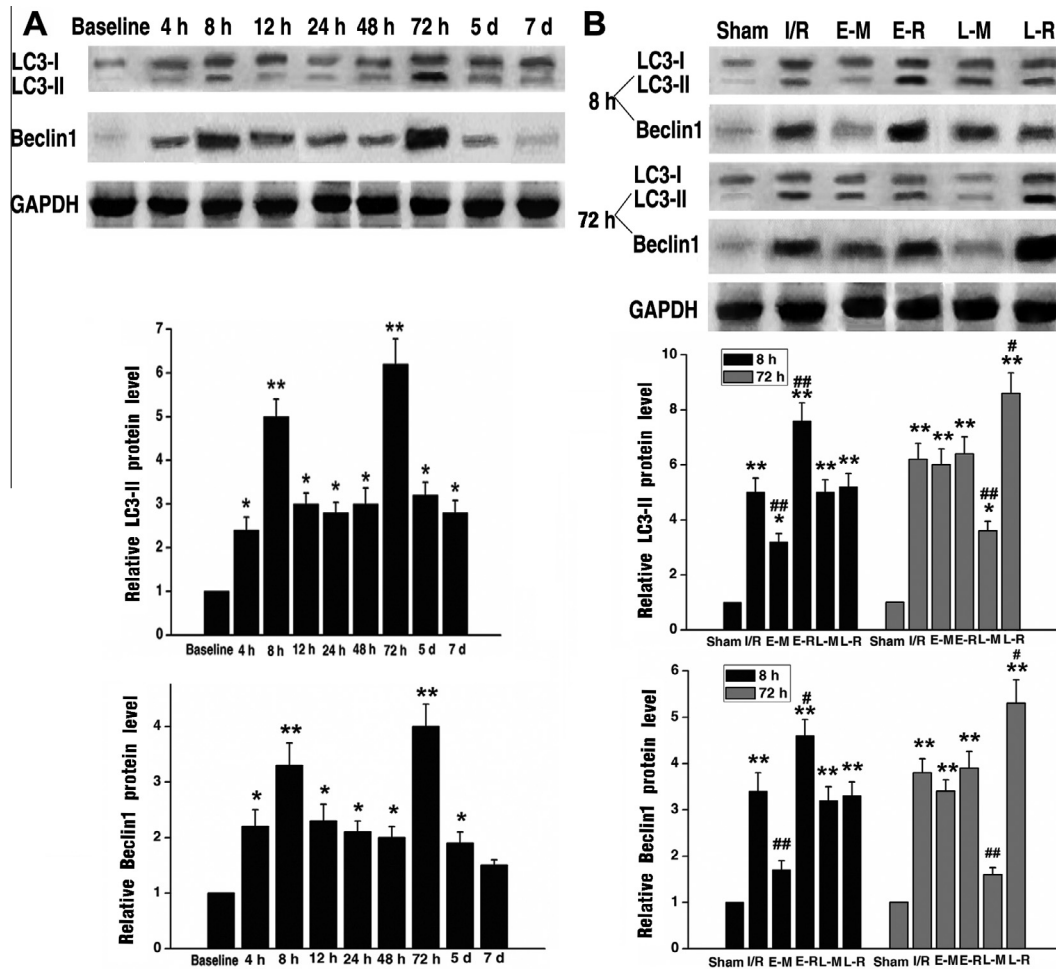 A
Baseline 4 h 8 h 12 h 24 h 48 h 72 h 5 d 7 d
LC3-I
LC3-II
Beclin1
GAPDH
Relative LC3-II protein level
7
6
5
4
3
2
1
0
* ** * * * ** * *
Baseline 4 h 8 h 12 h 24 h 48 h 72 h 5 d 7 d
Relative Beclin1 protein level
4
3
2
1
0
* ** * * * ** *
Baseline 4 h 8 h 12 h 24 h 48 h 72 h 5 d 7 d
B
Sham I/R E-M E-R L-M L-R
8 h
LC3-I
LC3-II
Beclin1
72 h
LC3-I
LC3-II
Beclin1
GAPDH
Relative LC3-II protein level
10
8
6
4
2
0
8 h
72 h
** ## * ## ** ** ** ** ** ** ## * # **
Sham I/R E-M E-R L-M L-R Sham I/R E-M E-R L-M L-R
Relative Beclin1 protein level
6
5
4
3
2
1
0
8 h
72 h
** ## # ** ** ** ** ** ** ## # **
Sham I/R E-M E-R L-M L-R Sham I/R E-M E-R L-M L-R